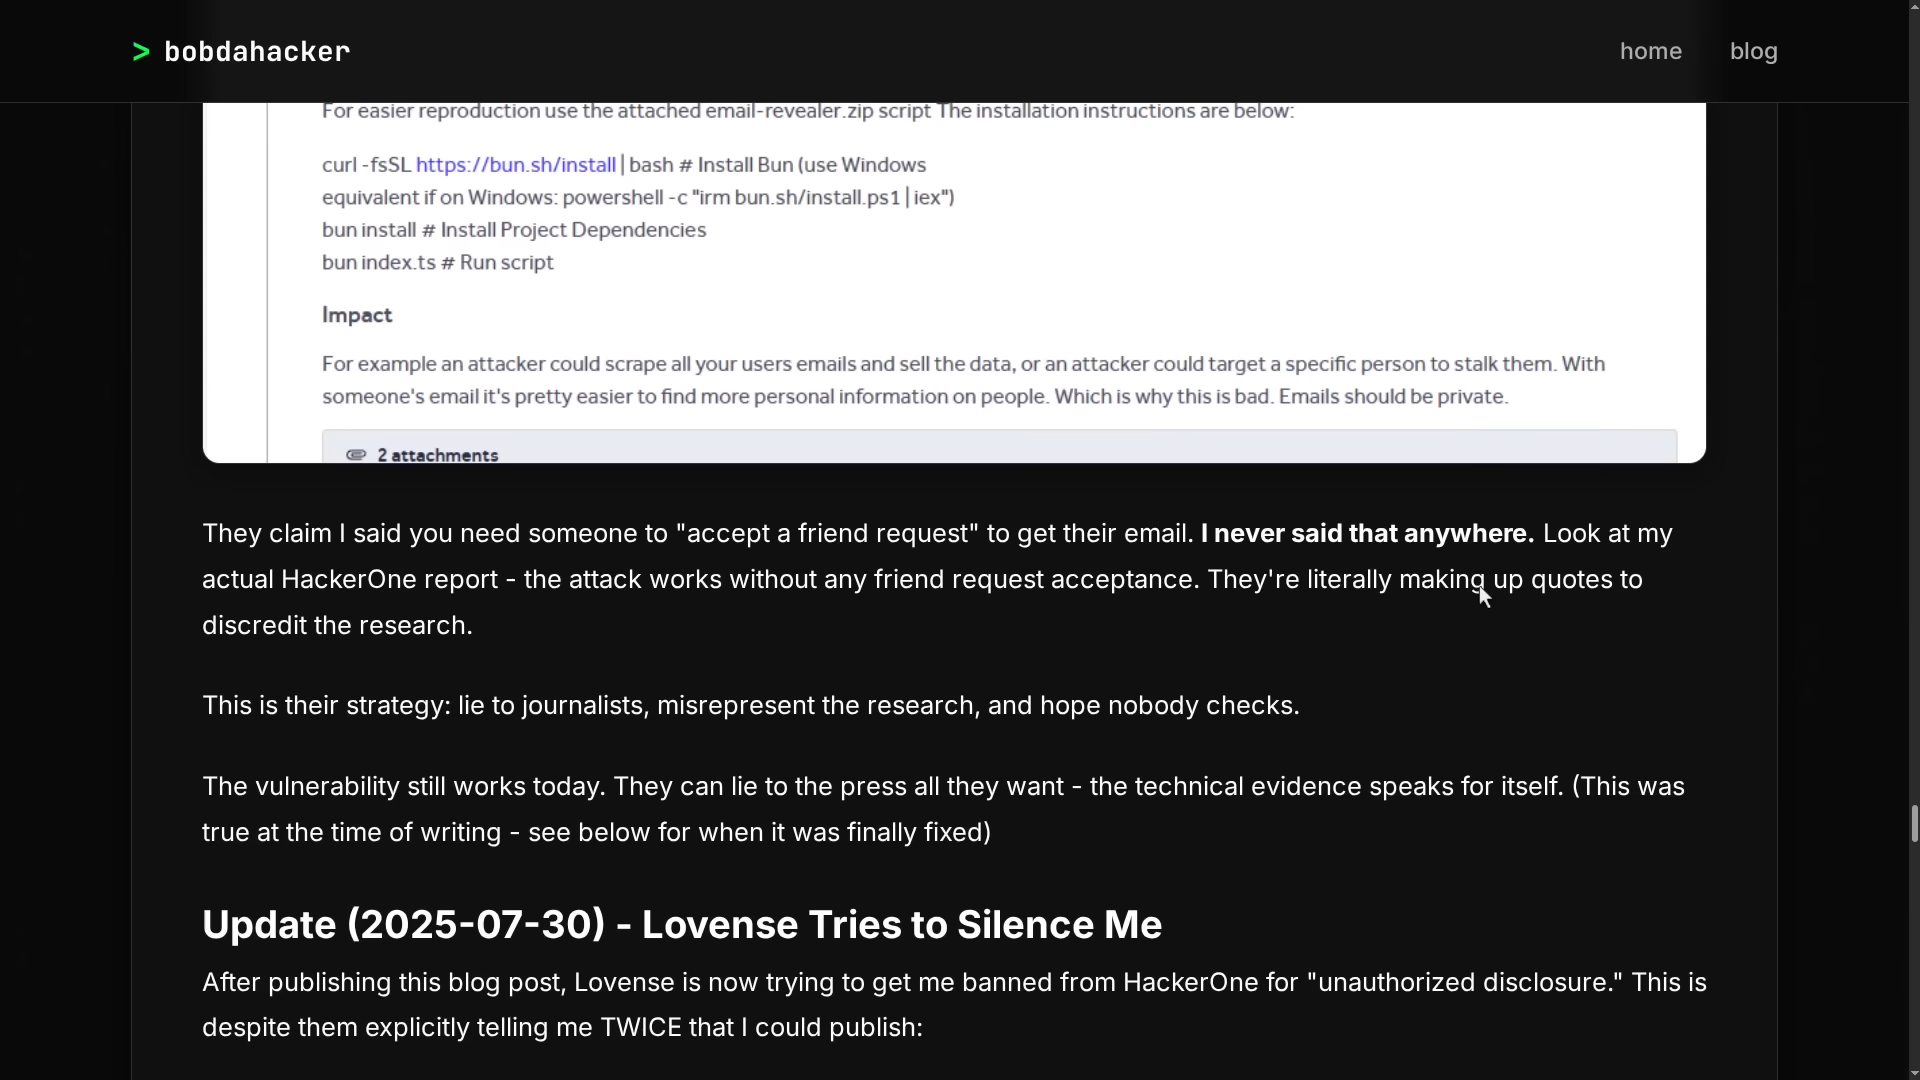 > bobdahacker
home
blog
For easier reproduction use the attached email-revealer.zip script The installation instructions are below:
curl -fsSL https://bun.sh/install | bash # Install Bun (use Windows
equivalent if on Windows: powershell -c "irm bun.sh/install.ps1 | iex")
bun install # Install Project Dependencies
bun index.ts # Run script
Impact
For example an attacker could scrape all your users emails and sell the data, or an attacker could target a specific person to stalk them. With
someone's email it's pretty easier to find more personal information on people. Which is why this is bad. Emails should be private.
2 attachments
They claim I said you need someone to "accept a friend request" to get their email. I never said that anywhere. Look at my
actual HackerOne report - the attack works without any friend request acceptance. They're literally making up quotes to
discredit the research.
This is their strategy: lie to journalists, misrepresent the research, and hope nobody checks.
The vulnerability still works today. They can lie to the press all they want - the technical evidence speaks for itself. (This was
true at the time of writing - see below for when it was finally fixed)
Update (2025-07-30) - Lovense Tries to Silence Me
After publishing this blog post, Lovense is now trying to get me banned from HackerOne for "unauthorized disclosure." This is
despite them explicitly telling me TWICE that I could publish: